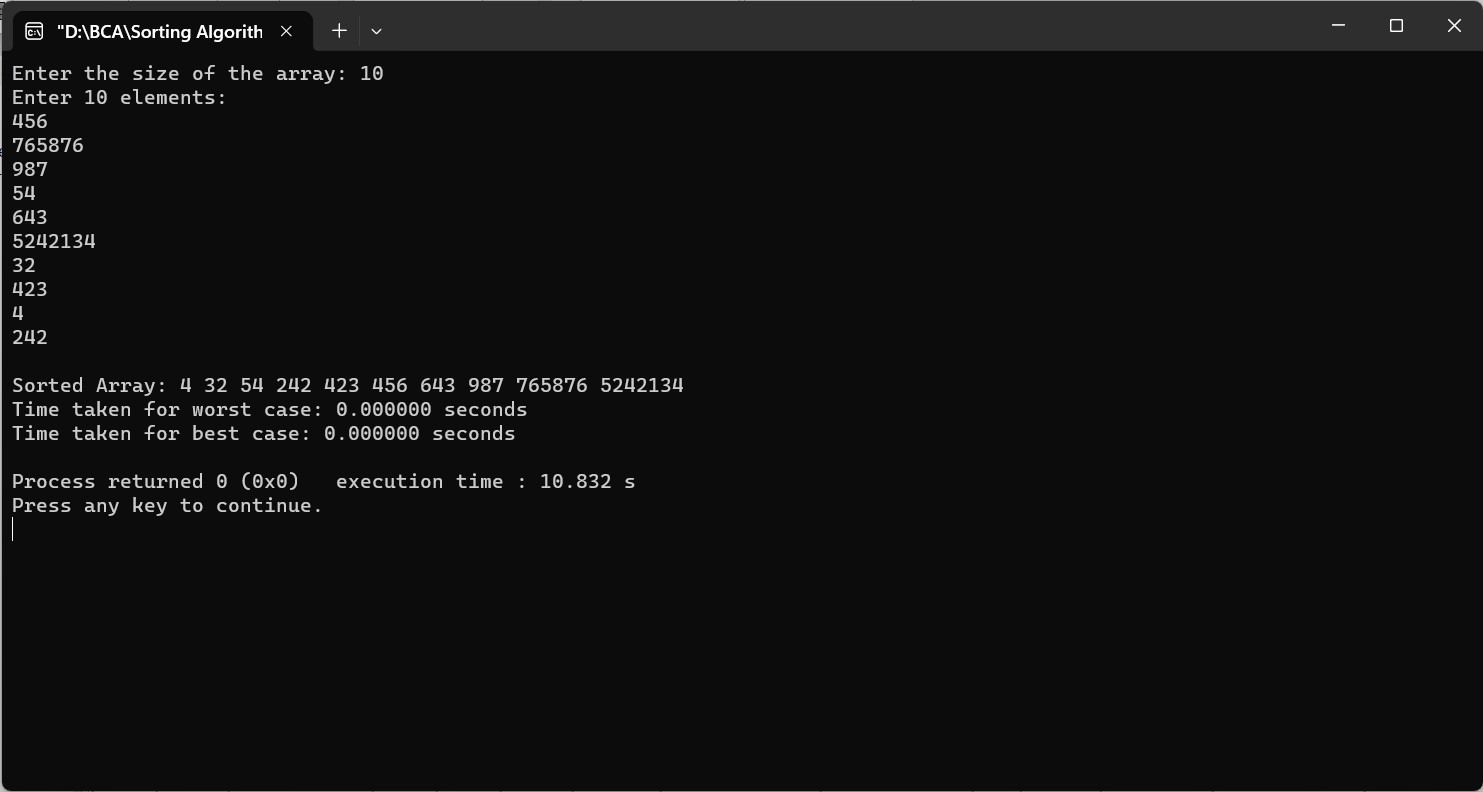 "D:\BCA\Sorting Algorith
Enter the size of the array: 10
Enter 10 elements:
456
765876
987
54
643
5242134
32
423
4
242
Sorted Array: 4 32 54 242 423 456 643 987 765876 5242134
Time taken for worst case: 0.000000 seconds
Time taken for best case: 0.000000 seconds
Process returned 0 (0x0)   execution time : 10.832 s
Press any key to continue.